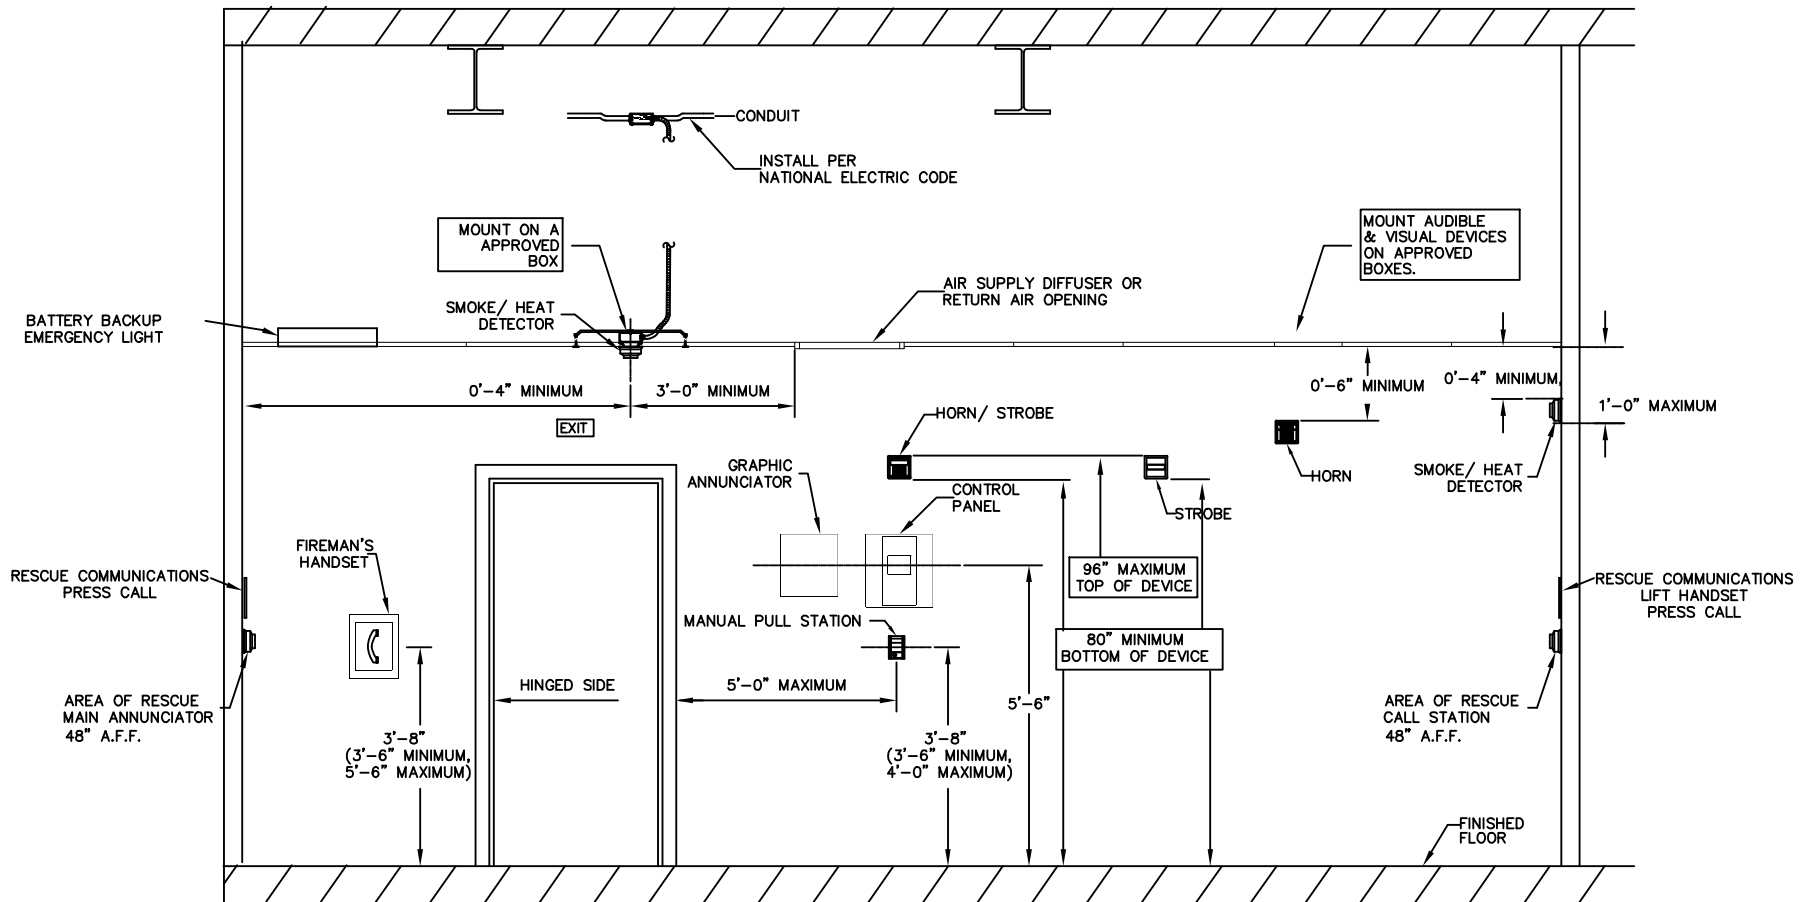 CONDUIT
INSTALL PER
NATIONAL ELECTRIC CODE
MOUNT ON A
APPROVED
BOX
MOUNT AUDIBLE
& VISUAL DEVICES
ON APPROVED
BOXES.
AIR SUPPLY DIFFUSER OR
RETURN AIR OPENING
SMOKE/ HEAT
DETECTOR
BATTERY BACKUP
EMERGENCY LIGHT
0'-4" MINIMUM
3'-0" MINIMUM
0'-6" MINIMUM
0'-4" MINIMUM,
1'-0" MAXIMUM
EXIT
HORN/ STROBE
GRAPHIC
ANNUNCIATOR
CONTROL
PANEL
HORN
SMOKE/ HEAT
DETECTOR
STROBE
FIREMAN'S
HANDSET
RESCUE COMMUNICATIONS
PRESS CALL
96" MAXIMUM
TOP OF DEVICE
RESCUE COMMUNICATIONS
LIFT HANDSET
PRESS CALL
MANUAL PULL STATION
80" MINIMUM
BOTTOM OF DEVICE
HINGED SIDE
5'-0" MAXIMUM
5'-6"
AREA OF RESCUE
MAIN ANNUNCIATOR
48" A.F.F.
AREA OF RESCUE
CALL STATION
48" A.F.F.
3'-8"
(3'-6" MINIMUM,
5'-6" MAXIMUM)
3'-8"
(3'-6" MINIMUM,
4'-0" MAXIMUM)
FINISHED
FLOOR